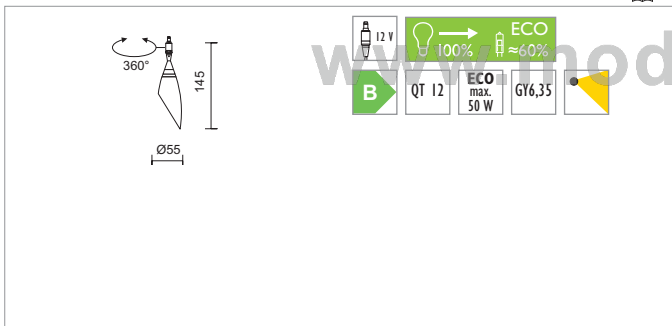 360°
145
Ø55
12 V
100%
ECO
≈60%
B
QT 12
ECO
max.
50 W
GY6,35
www.mod